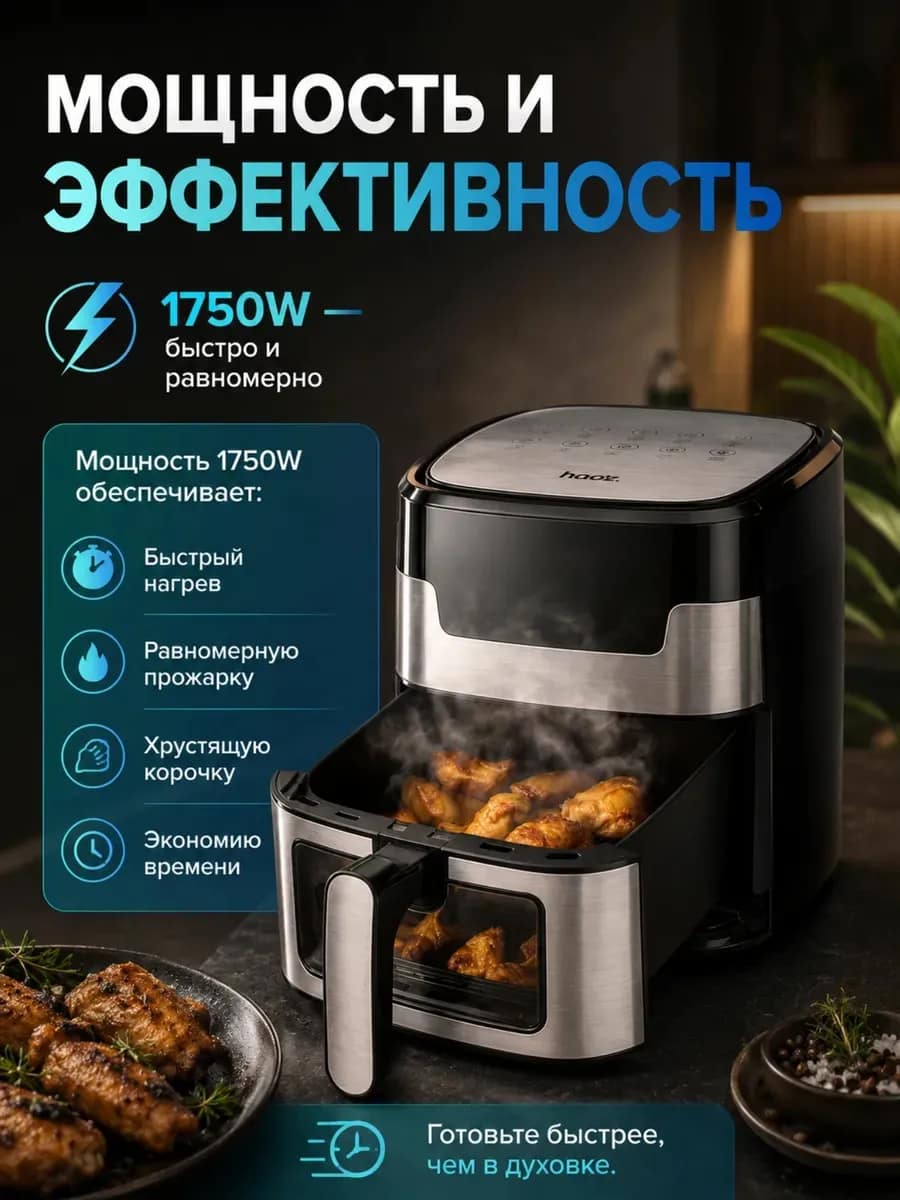 МОЩНОСТЬ И
ЭФФЕКТИВНОСТЬ
1750W —
быстро и
равномерно
Мощность 1750W
обеспечивает:
Быстрый
нагрев
Равномерную
прожарку
Хрустящую
корочку
Экономию
времени
haoz.
Готовьте быстрее,
чем в духовке.